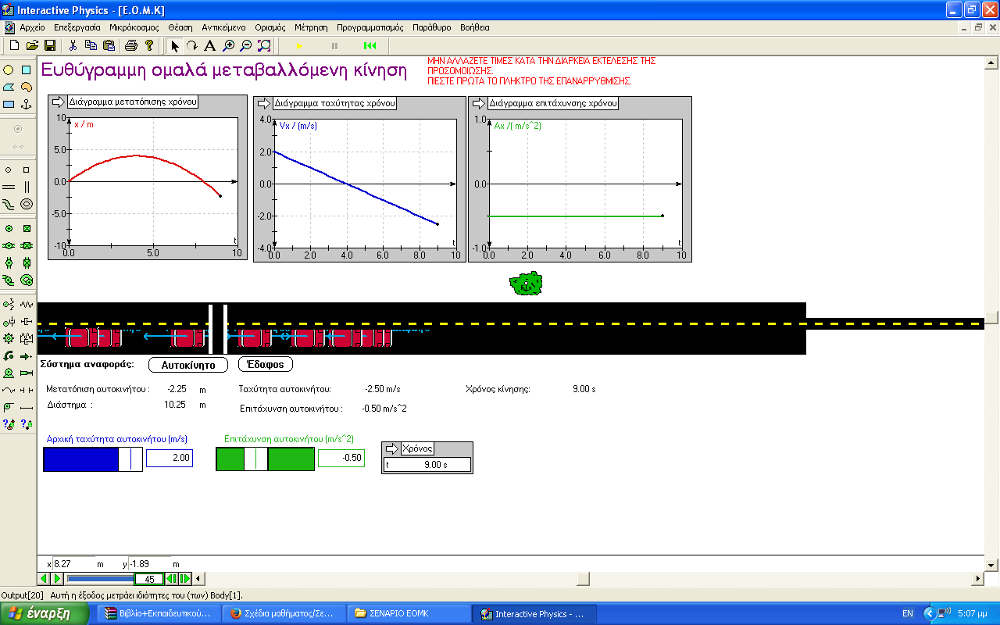 Interactive Physics - [Ε.Ο.Μ.Κ]
Αρχείο Επεξεργασία Μικρόκοσμος Θέαση Αντικείμενο Ορισμός Μέτρηση Προγραμματισμός Παράθυρο Βοήθεια
Ευθύγραμμη ομαλά μεταβαλλόμενη κίνηση
ΜΗΝ ΑΛΛΑΖΕΤΕ ΤΙΜΕΣ ΚΑΤΑ ΤΗΝ ΔΙΑΡΚΕΙΑ ΕΚΤΕΛΕΣΗΣ ΤΗΣ
ΠΡΟΣΟΜΟΙΩΣΗΣ.
ΠΙΕΣΤΕ ΠΡΩΤΑ ΤΟ ΠΛΗΚΤΡΟ ΤΗΣ ΕΠΑΝΑΡΡΥΘΜΙΣΗΣ.
Διάγραμμα μετατόπισης χρόνου
10
x / m
5.0
0.0
-5.0
-10
t
0.0 5.0 10
Διάγραμμα ταχύτητας χρόνου
4.0
Vx / (m/s)
2.0
0.0
-2.0
-4.0
t
0.0 2.0 4.0 6.0 8.0 10
Διάγραμμα επιτάχυνσης χρόνου
1.0
Ax /( m/s^2)
0.0
-1.0
t
0.0 2.0 4.0 6.0 8.0 10
Σύστημα αναφοράς: Αυτοκίνητο Έδαφος
Μετατόπιση αυτοκινήτου : -2.25 m Ταχύτητα αυτοκινήτου: -2.50 m/s Χρόνος κίνησης: 9.00 s
Διάστημα : 10.25 m Επιτάχυνση αυτοκινήτου : -0.50 m/s^2
Αρχική ταχύτητα αυτοκινήτου (m/s) Επιτάχυνση αυτοκινήτου (m/s^2)
2.00 -0.50
Χρόνος
t 9.00 s
x 8.27 m y -1.89 m
45
Output[20] Αυτή η έξοδος μετράει ιδιότητες του (των) Body[1].
έναρξη Βιβλίο+Εκπαιδευτικού... Σχέδια μαθήματος/Σε... ΣΕΝΑΡΙΟ ΕΟΜΚ Interactive Physics - ... EN 5:07 μμ